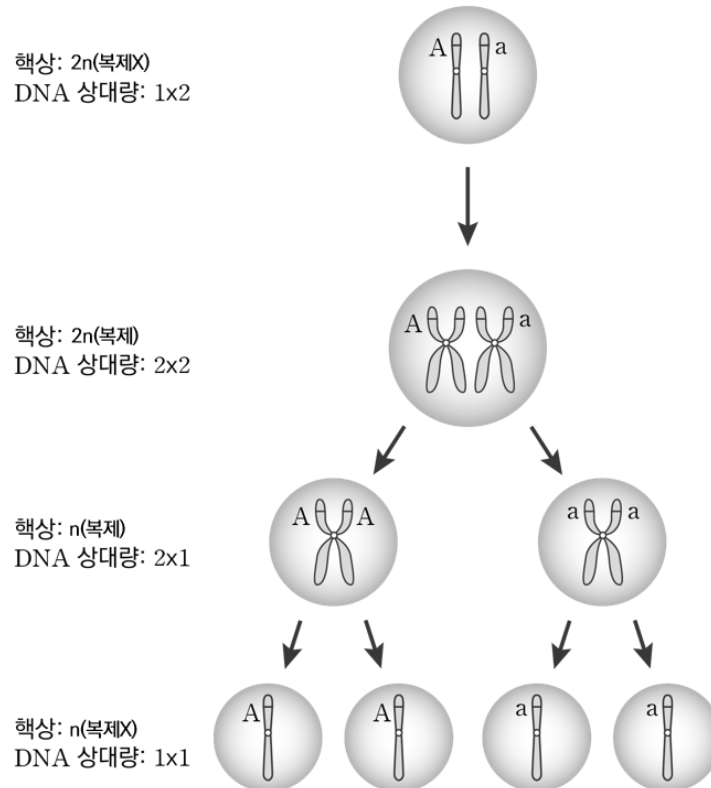 핵상: 2n(복제X)
DNA 상대량: 1x2
A a
핵상: 2n(복제)
DNA 상대량: 2x2
A a
핵상: n(복제)
DNA 상대량: 2x1
A A a a
핵상: n(복제X)
DNA 상대량: 1x1
A A a a